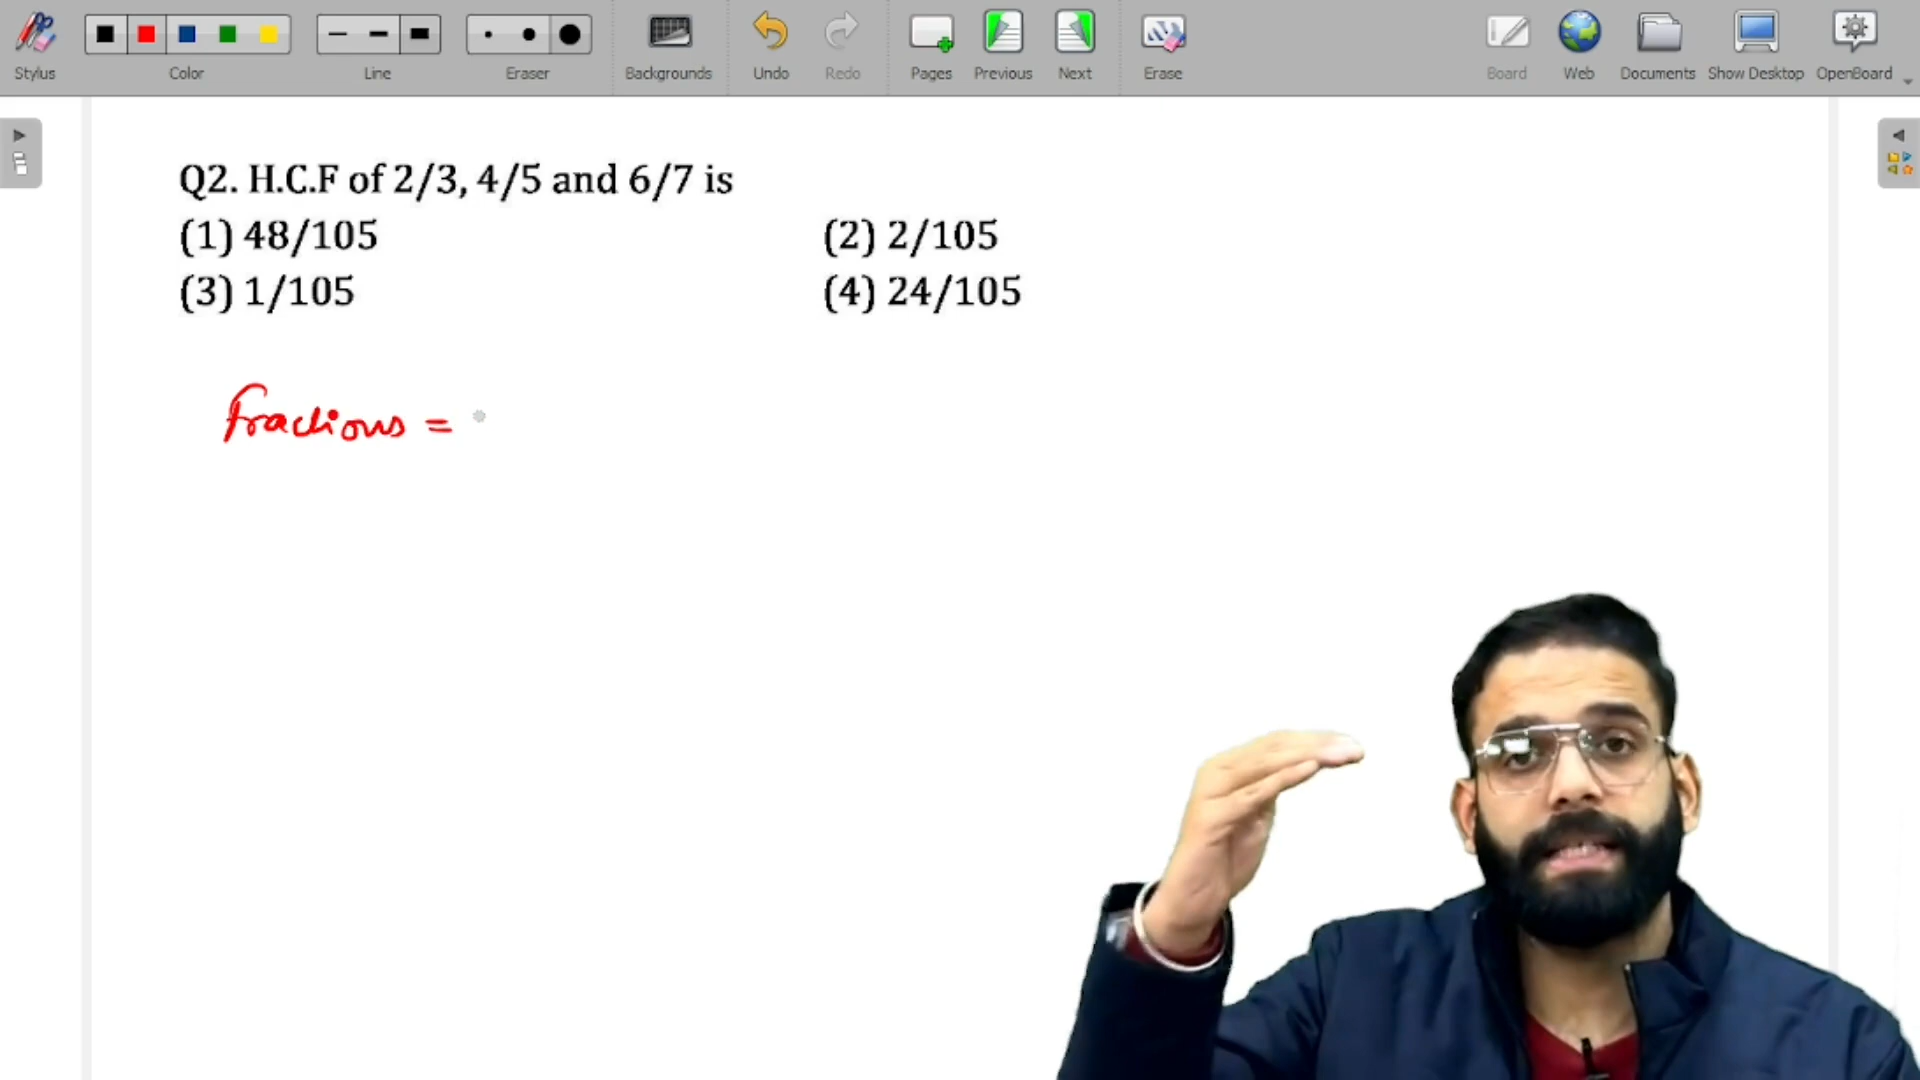 Stylus Color Line Eraser Backgrounds Undo Redo Pages Previous Next Erase Board Web Documents Show Desktop OpenBoard
Q2. H.C.F of 2/3, 4/5 and 6/7 is
(1) 48/105 (2) 2/105
(3) 1/105 (4) 24/105
fractions =